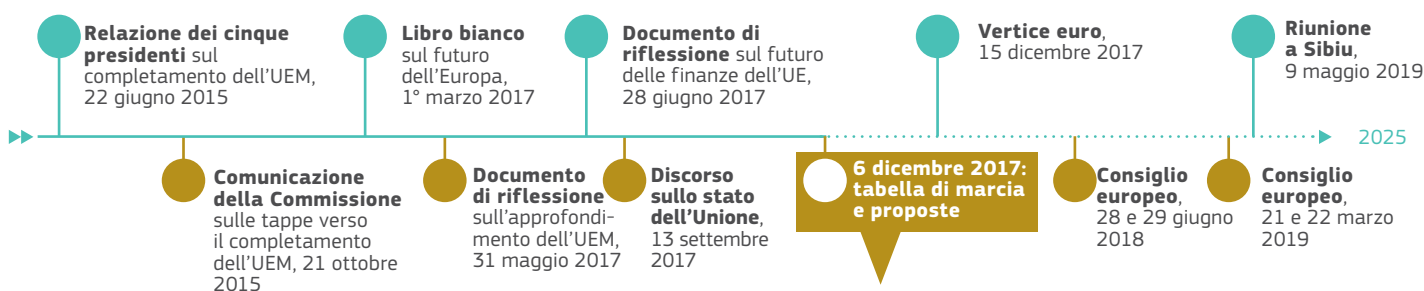 Relazione dei cinque
presidenti sul
completamento dell'UEM,
22 giugno 2015
Libro bianco
sul futuro
dell'Europa,
1° marzo 2017
Documento di
riflessione sul futuro
delle finanze dell'UE,
28 giugno 2017
Vertice euro,
15 dicembre 2017
Riunione
a Sibiu,
9 maggio 2019
2025
Comunicazione
della Commissione
sulle tappe verso
il completamento
dell'UEM, 21 ottobre
2015
Documento
di riflessione
sull'approfondi-
mento dell'UEM,
31 maggio 2017
Discorso
sullo stato
dell'Unione,
13 settembre
2017
6 dicembre 2017:
tabella di marcia
e proposte
Consiglio
europeo,
28 e 29 giugno
2018
Consiglio
europeo,
21 e 22 marzo
2019